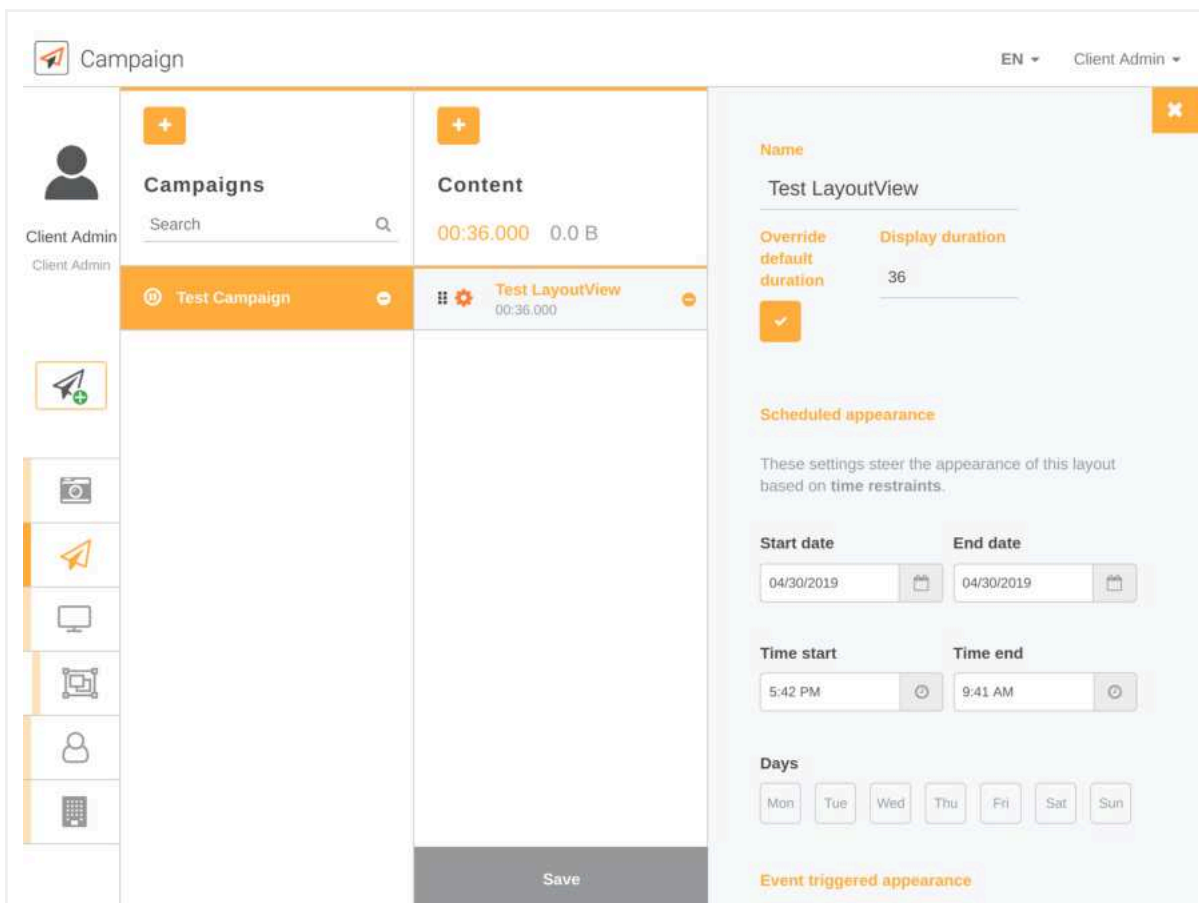 Campaign
EN
Client Admin
Client Admin
Client Admin
Campaigns
Search
Test Campaign
Content
00:36.000 0.0 B
Test LayoutView
00:36.000
Save
Name
Test LayoutView
Override
default
duration
Display duration
36
Scheduled appearance
These settings steer the appearance of this layout
based on time restraints.
Start date End date
04/30/2019 04/30/2019
Time start Time end
5:42 PM 9:41 AM
Days
Mon Tue Wed Thu Fri Sat Sun
Event triggered appearance